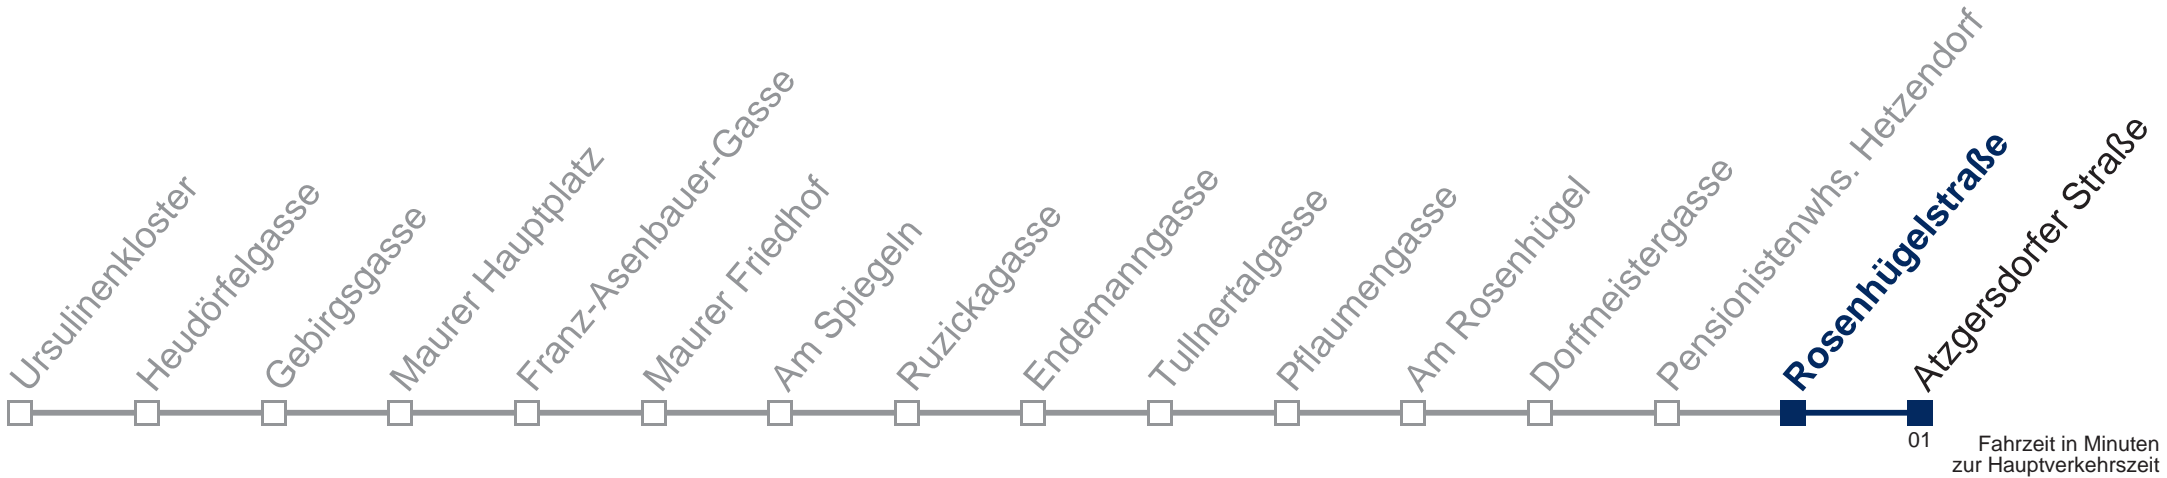 Ursulinenkloster
Heudörfelgasse
Gebirgsgasse
Maurer Hauptplatz
Franz-Asenbauer-Gasse
Maurer Friedhof
Am Spiegeln
Ruzickagasse
Endemanngasse
Tullnertalgasse
Pflaumengasse
Am Rosenhügel
Dorfmeistergasse
Pensionistenwhs. Hetzendorf
Rosenhügelstraße
Atzgersdorfer Straße
01
Fahrzeit in Minuten
zur Hauptverkehrszeit